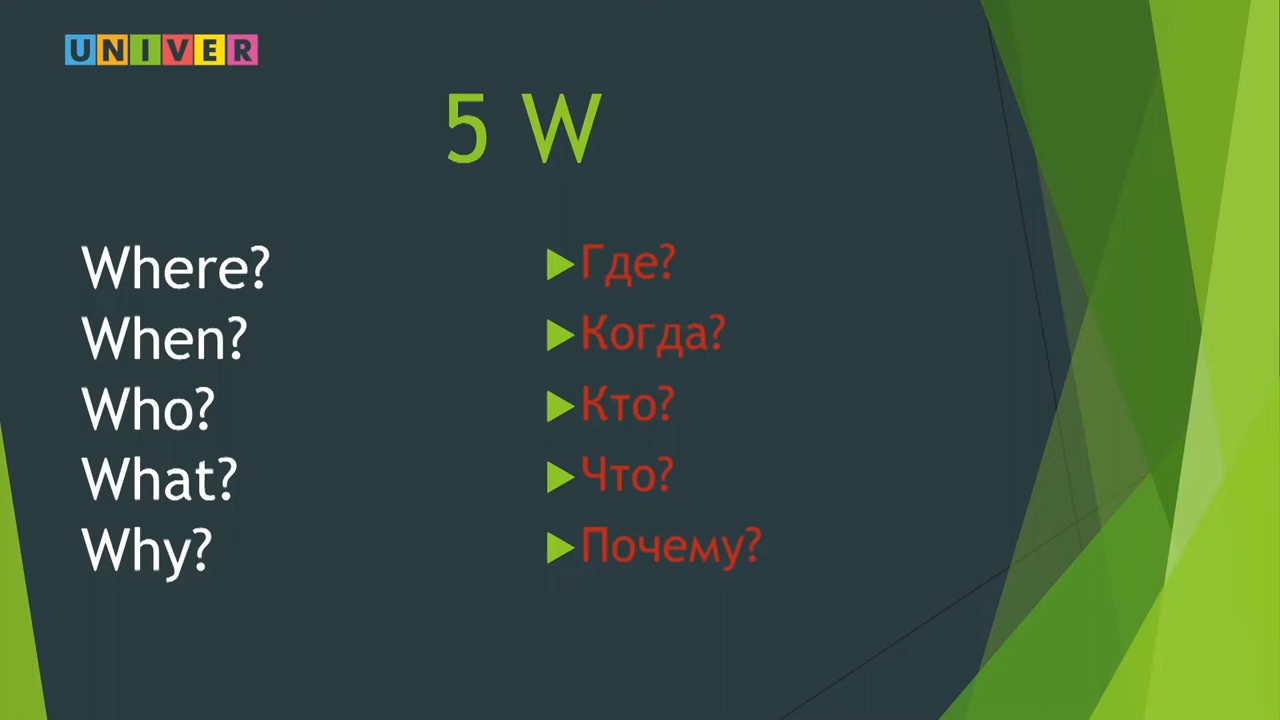 UNIVER
5 W
Where?
When?
Who?
What?
Why?
Где?
Когда?
Кто?
Что?
Почему?